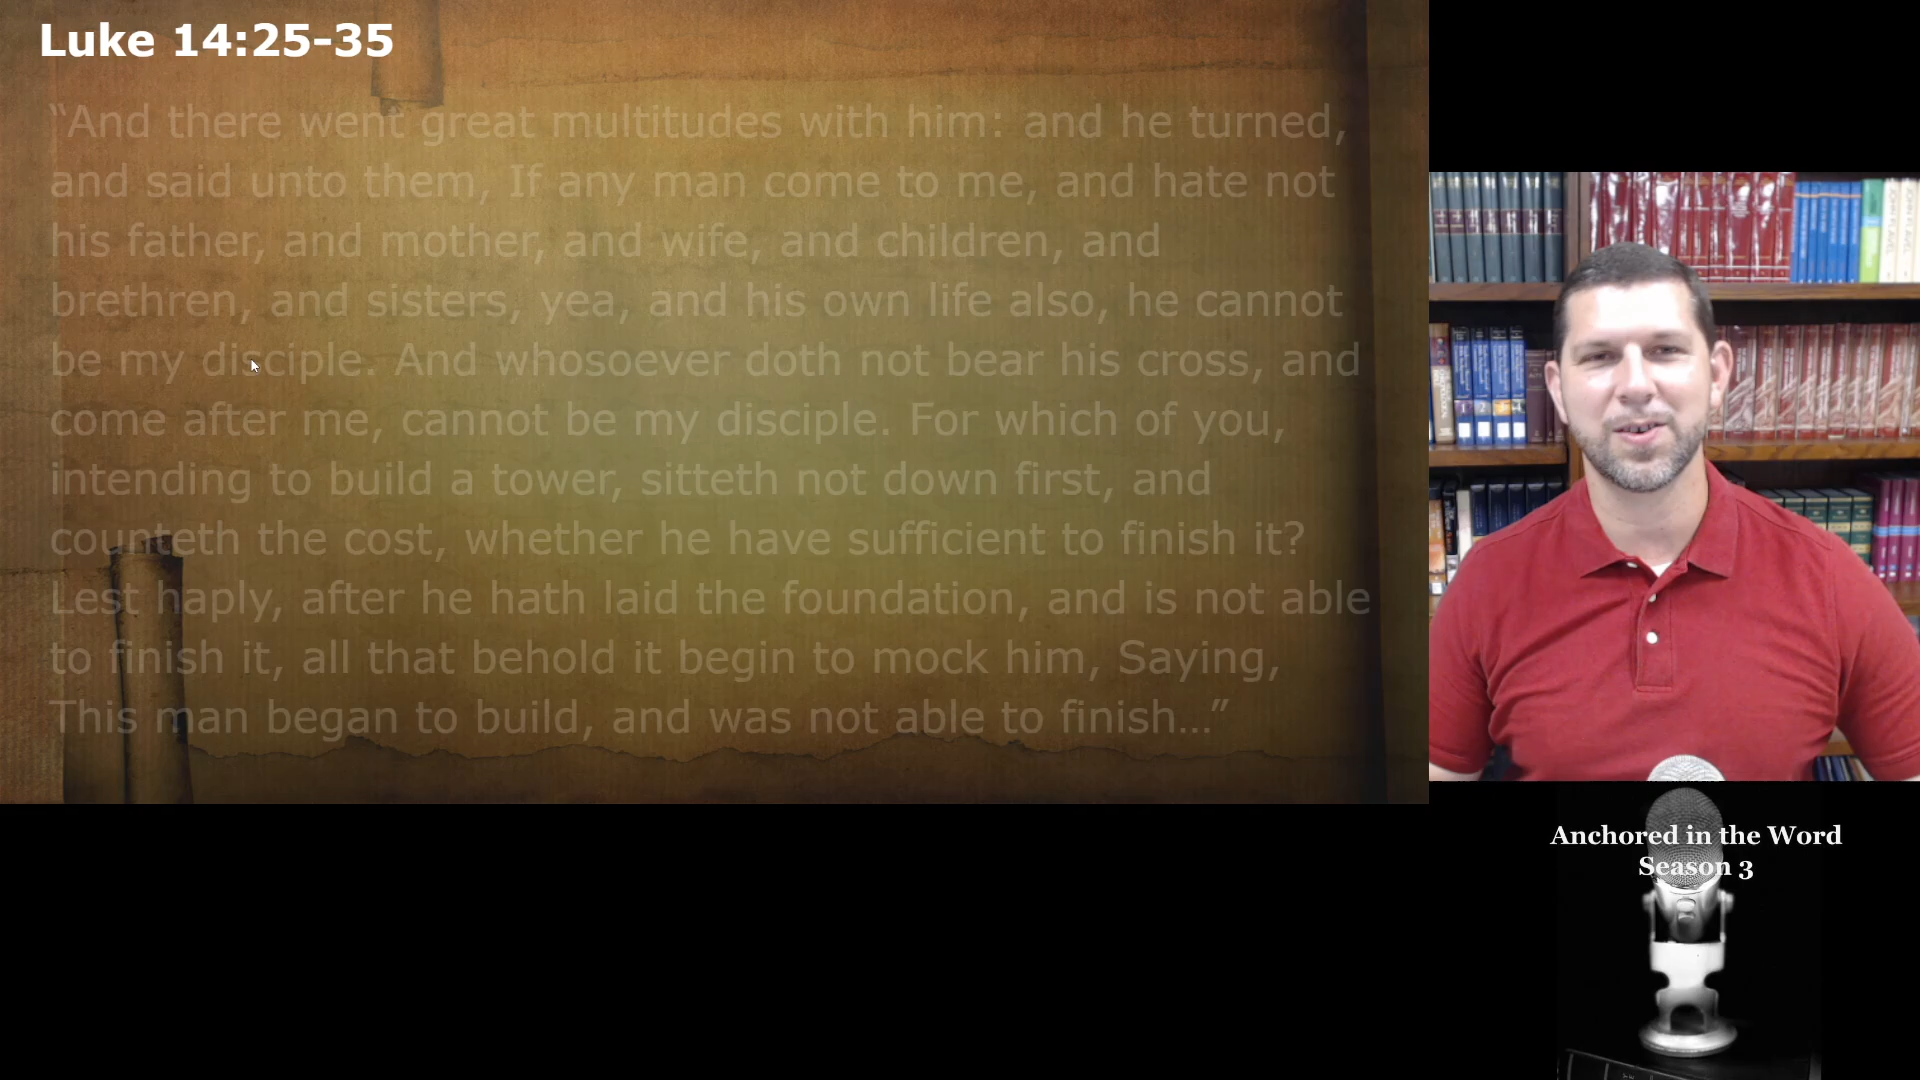 Luke 14:25-35
“And there went great multitudes with him: and he turned,
and said unto them, If any man come to me, and hate not
his father, and mother, and wife, and children, and
brethren, and sisters, yea, and his own life also, he cannot
be my disciple. And whosoever doth not bear his cross, and
come after me, cannot be my disciple. For which of you,
intending to build a tower, sitteth not down first, and
counteth the cost, whether he have sufficient to finish it?
Lest haply, after he hath laid the foundation, and is not able
to finish it, all that behold it begin to mock him, Saying,
This man began to build, and was not able to finish…”
Anchored in the Word
Season 3